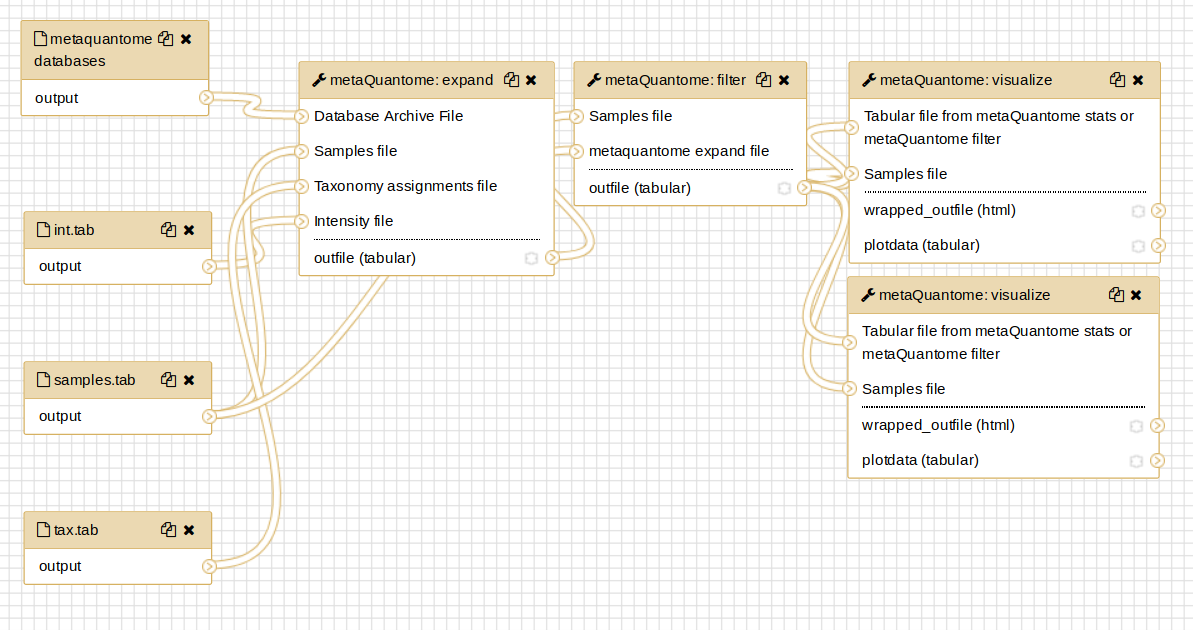 metaquantome
databases
output
int.tab
output
samples.tab
output
tax.tab
output
metaQuantome: expand
Database Archive File
Samples file
Taxonomy assignments file
Intensity file
outfile (tabular)
metaQuantome: filter
Samples file
metaquantome expand file
outfile (tabular)
metaQuantome: visualize
Tabular file from metaQuantome stats or
metaQuantome filter
Samples file
wrapped_outfile (html)
plotdata (tabular)
metaQuantome: visualize
Tabular file from metaQuantome stats or
metaQuantome filter
Samples file
wrapped_outfile (html)
plotdata (tabular)